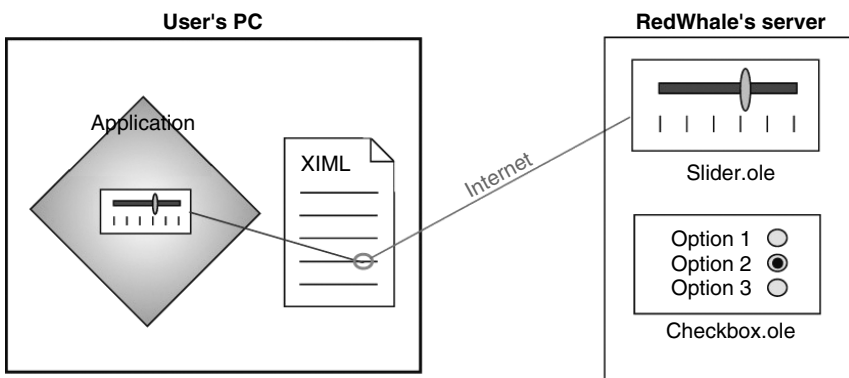 User's PC
RedWhale's server
Application
XIML
Internet
Slider.ole
Option 1
Option 2
Option 3
Checkbox.ole